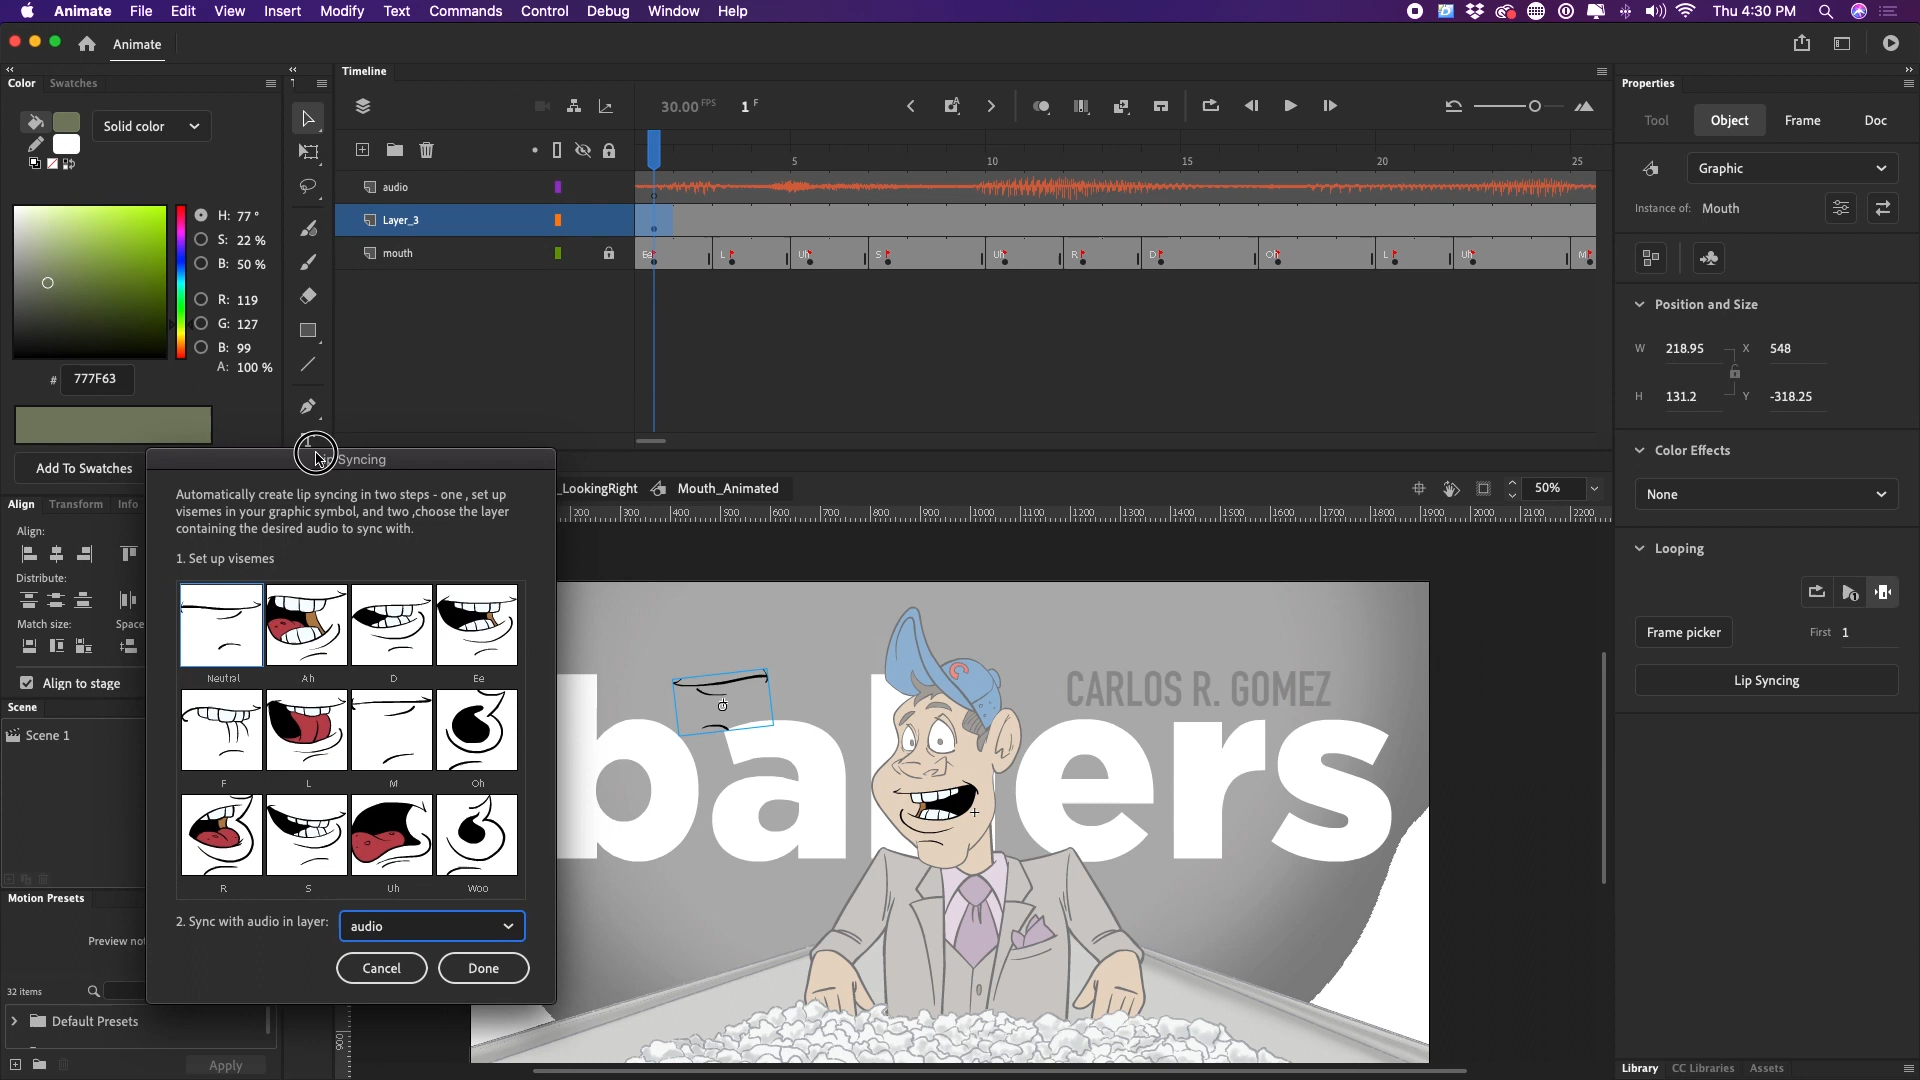 Animate File Edit View Insert Modify Text Commands Control Debug Window Help
Thu 4:30 PM
Animate
Color Swatches
Solid color
H: 77 °
S: 22 %
B: 50 %
R: 119
G: 127
B: 99
A: 100 %
# 777F63
Add To Swatches
Align Transform Info
Align:
Distribute:
Match size: Space
Align to stage
Scene
Scene 1
Motion Presets
Preview not
32 items
Default Presets
Apply
Timeline
30.00 FPS 1 F
5 10 15 20 25
audio
Layer_3
mouth
Ee L Uh S Uh R D Oh L Uh M
_LookingRight Mouth_Animated
50%
200 300 400 500 600 700 800 900 1000 1100 1200 1300 1400 1500 1600 1700 1800 1900 2000 2100 2200
900
CARLOS R. GOMEZ
Lip Syncing
Automatically create lip syncing in two steps - one , set up
visemes in your graphic symbol, and two ,choose the layer
containing the desired audio to sync with.
1. Set up visemes
Neutral Ah D Ee
F L M Oh
R S Uh Woo
2. Sync with audio in layer: audio
Cancel Done
Properties
Tool Object Frame Doc
Graphic
Instance of: Mouth
Position and Size
W 218.95 X 548
H 131.2 Y -318.25
Color Effects
None
Looping
Frame picker First 1
Lip Syncing
Library CC Libraries Assets